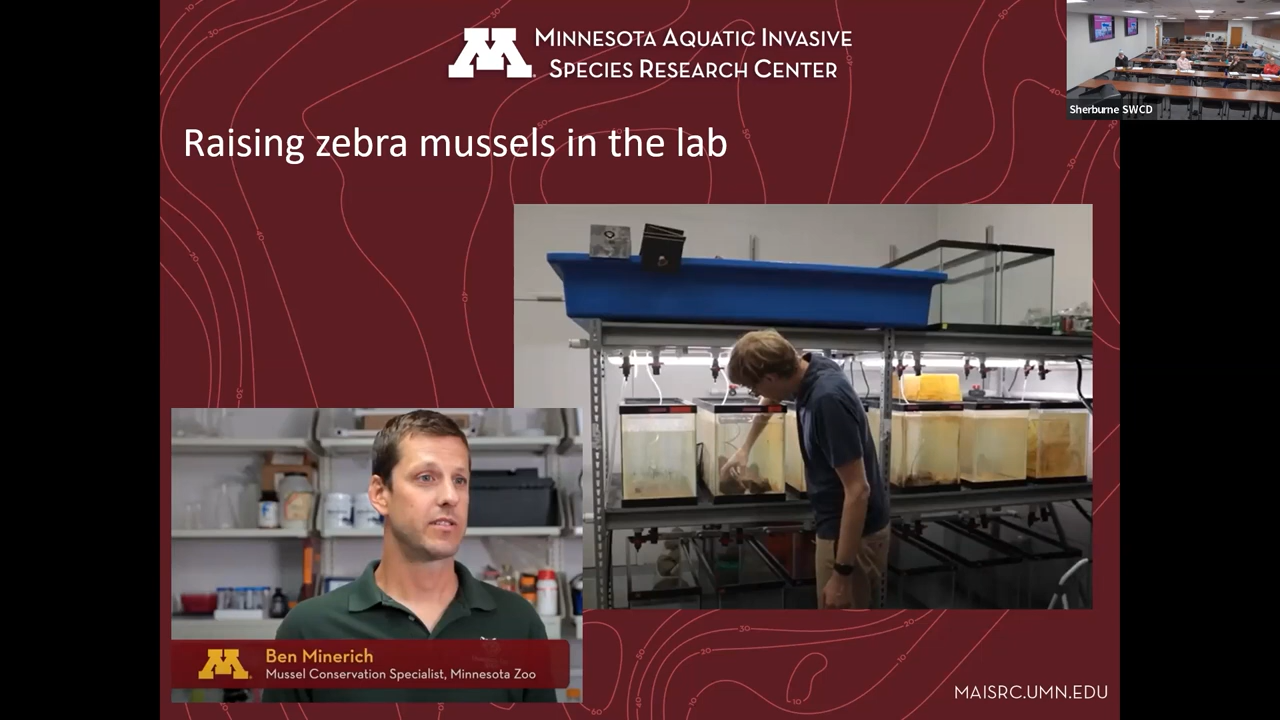 MINNESOTA AQUATIC INVASIVE
SPECIES RESEARCH CENTER
Sherburne SWCD
Raising zebra mussels in the lab
Ben Minerich
Mussel Conservation Specialist, Minnesota Zoo
MAISRC.UMN.EDU